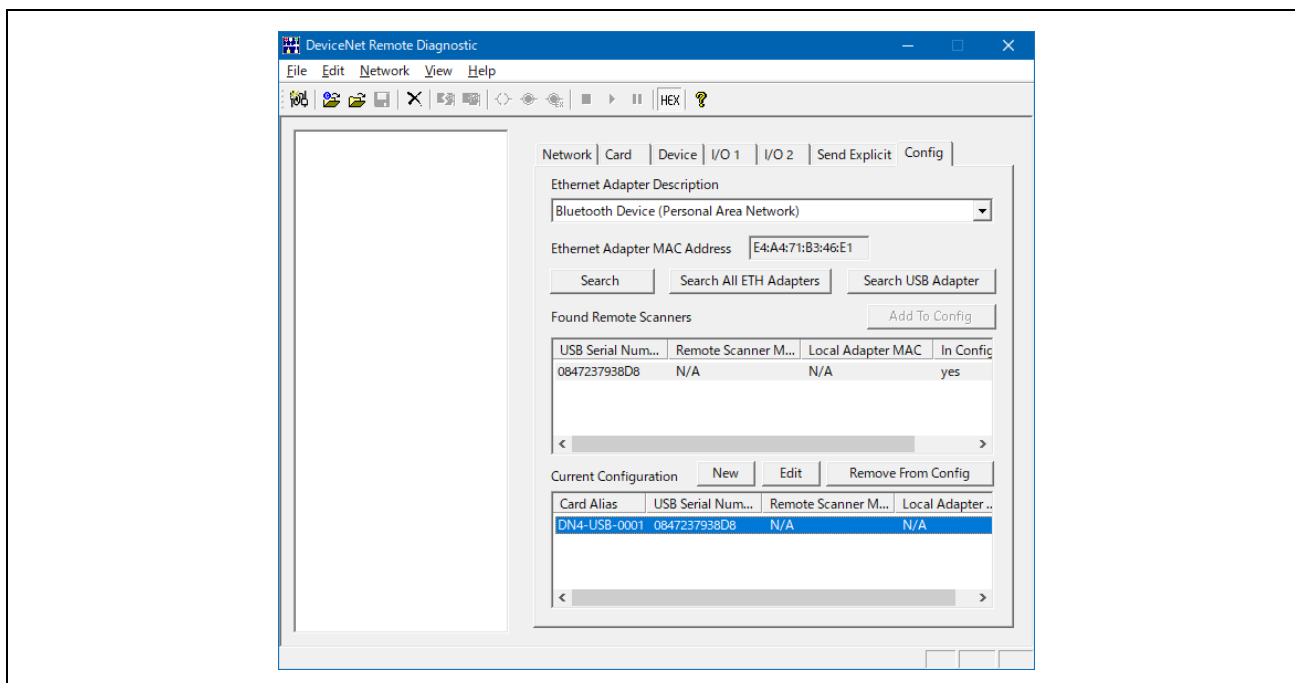 DeviceNet Remote Diagnostic
File Edit Network View Help
HEX
Network Card Device I/O 1 I/O 2 Send Explicit Config
Ethernet Adapter Description
Bluetooth Device (Personal Area Network)
Ethernet Adapter MAC Address E4:A4:71:B3:46:E1
Search Search All ETH Adapters Search USB Adapter
Found Remote Scanners Add To Config
USB Serial Num... Remote Scanner M... Local Adapter MAC In Config
0847237938D8 N/A N/A yes
Current Configuration New Edit Remove From Config
Card Alias USB Serial Num... Remote Scanner M... Local Adapter ..
DN4-USB-0001 0847237938D8 N/A N/A